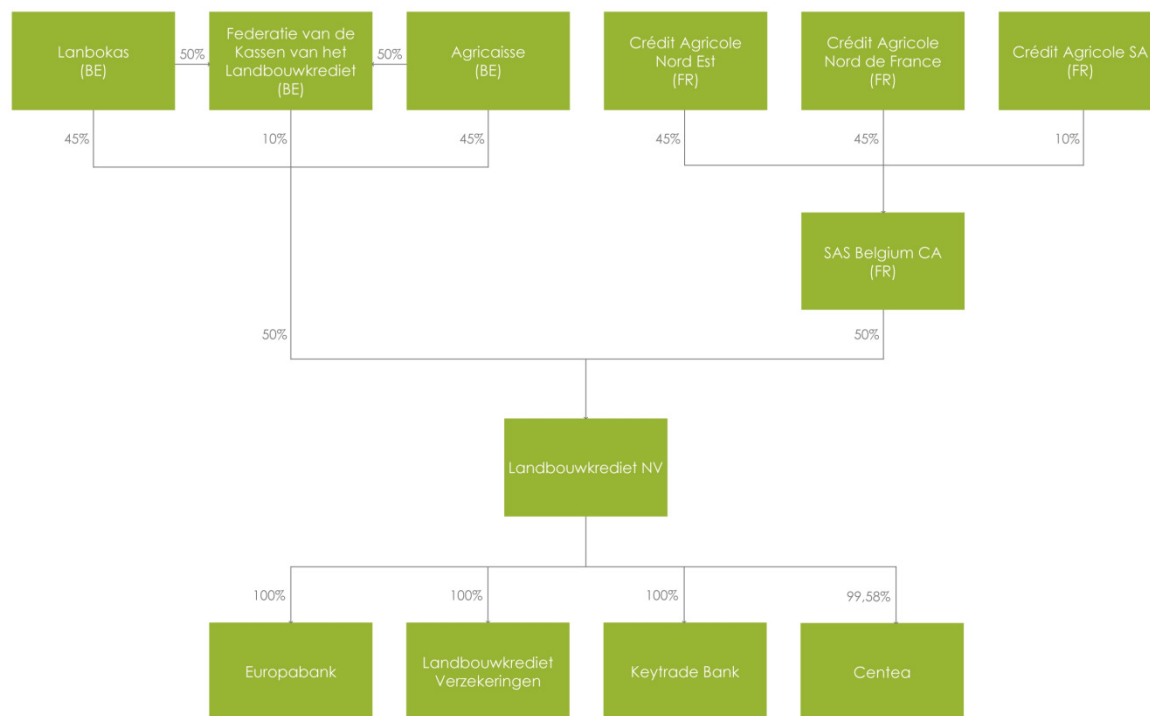 Lanbokas
(BE)
50%
Federatie van de
Kassen van het
Landbouwkrediet
(BE)
50%
Agricaisse
(BE)
Crédit Agricole
Nord Est
(FR)
Crédit Agricole
Nord de France
(FR)
Crédit Agricole SA
(FR)
45%
10%
45%
45%
45%
10%
SAS Belgium CA
(FR)
50%
50%
Landbouwkrediet NV
100%
100%
100%
99,58%
Europabank
Landbouwkrediet
Verzekeringen
Keytrade Bank
Centea